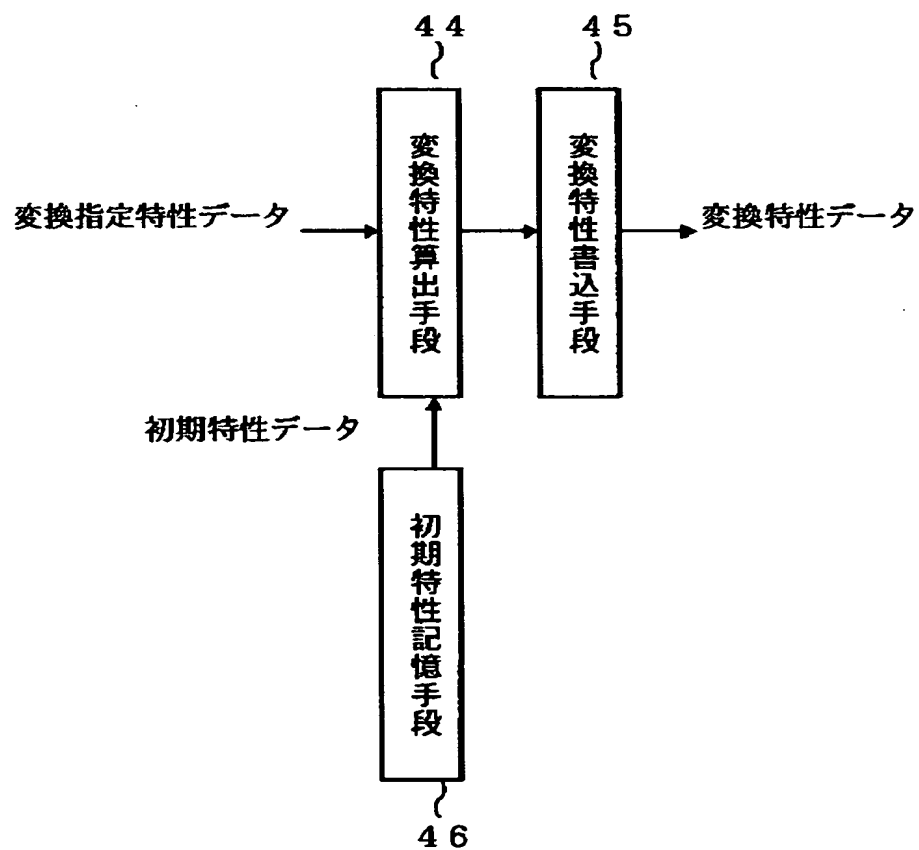 44
45
変換特性算出手段
変換特性書込手段
変換指定特性データ
変換特性データ
初期特性データ
初期特性記憶手段
46